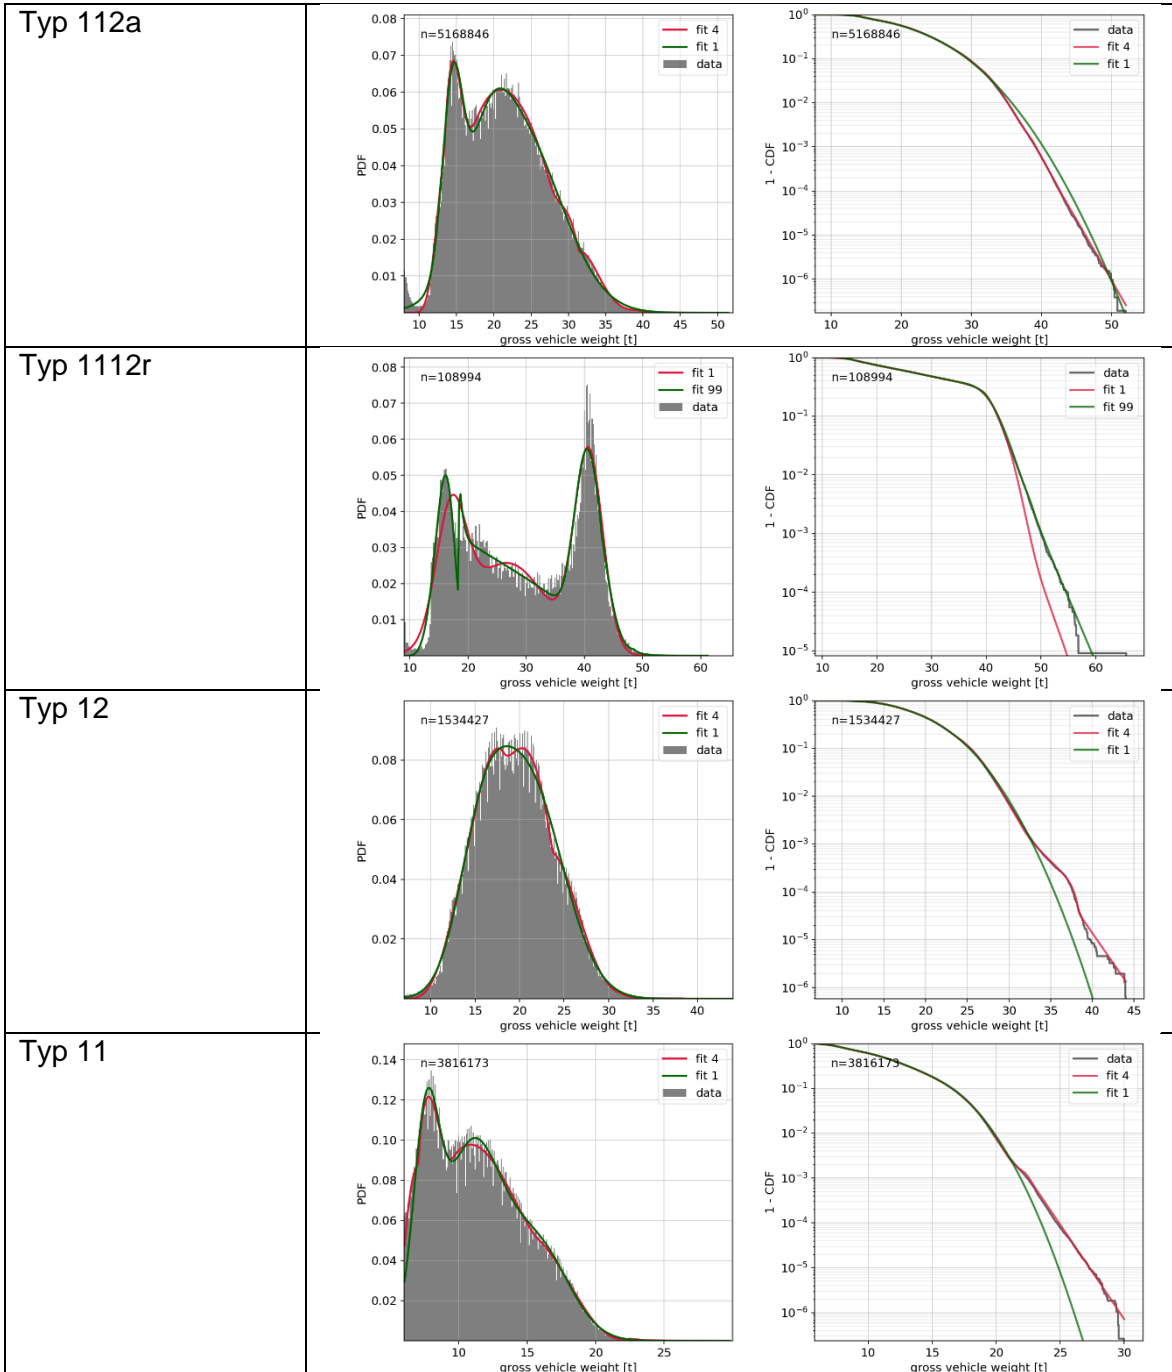 Typ 112a
0.08
0.07
0.06
0.05
0.04
0.03
0.02
0.01
PDF
n=5168846
fit 4
fit 1
data
10 15 20 25 30 35 40 45 50
gross vehicle weight [t]
10⁰
10⁻¹
10⁻²
10⁻³
10⁻⁴
10⁻⁵
10⁻⁶
1 - CDF
n=5168846
data
fit 4
fit 1
10 20 30 40 50
gross vehicle weight [t]
Typ 1112r
0.08
0.07
0.06
0.05
0.04
0.03
0.02
0.01
PDF
n=108994
fit 1
fit 99
data
10 20 30 40 50 60
gross vehicle weight [t]
10⁰
10⁻¹
10⁻²
10⁻³
10⁻⁴
10⁻⁵
1 - CDF
n=108994
data
fit 1
fit 99
10 20 30 40 50 60
gross vehicle weight [t]
Typ 12
0.08
0.06
0.04
0.02
PDF
n=1534427
fit 4
fit 1
data
10 15 20 25 30 35 40
gross vehicle weight [t]
10⁰
10⁻¹
10⁻²
10⁻³
10⁻⁴
10⁻⁵
10⁻⁶
1 - CDF
n=1534427
data
fit 4
fit 1
10 15 20 25 30 35 40 45
gross vehicle weight [t]
Typ 11
0.14
0.12
0.10
0.08
0.06
0.04
0.02
PDF
n=3816173
fit 4
fit 1
data
10 15 20 25
gross vehicle weight [t]
10⁰
10⁻¹
10⁻²
10⁻³
10⁻⁴
10⁻⁵
10⁻⁶
1 - CDF
n=3816173
data
fit 4
fit 1
10 15 20 25 30
gross vehicle weight [t]